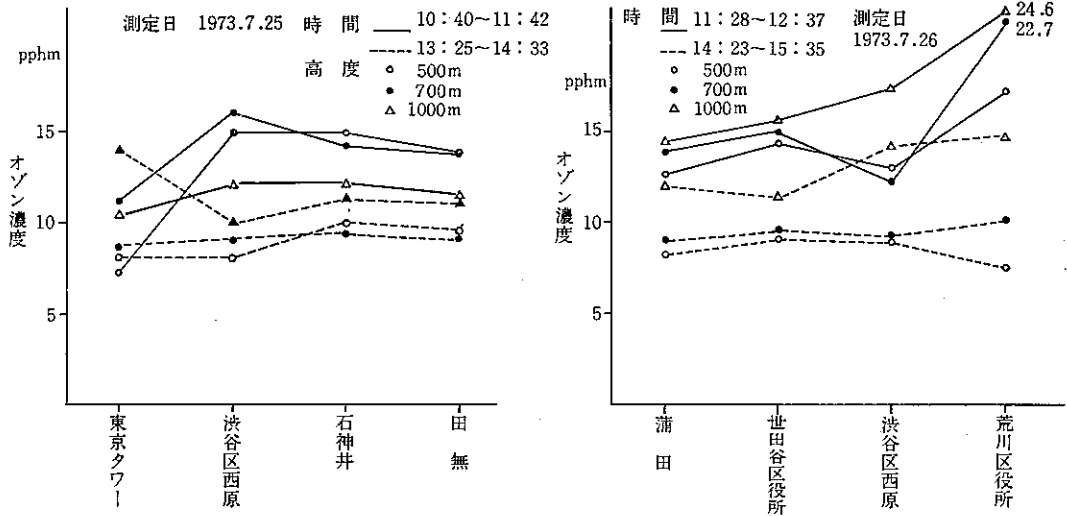 測定日 1973.7.25 時間 10：40～11：42
13：25～14：33
高度
500m
700m
1000m
pphm
15
10
5
オゾン濃度
東京タワー
渋谷区西原
石神井
田無
時間 11：28～12：37
14：23～15：35
測定日
1973.7.26
500m
700m
1000m
24.6
22.7
pphm
15
10
5
オゾン濃度
蒲田
世田谷区役所
渋谷区西原
荒川区役所